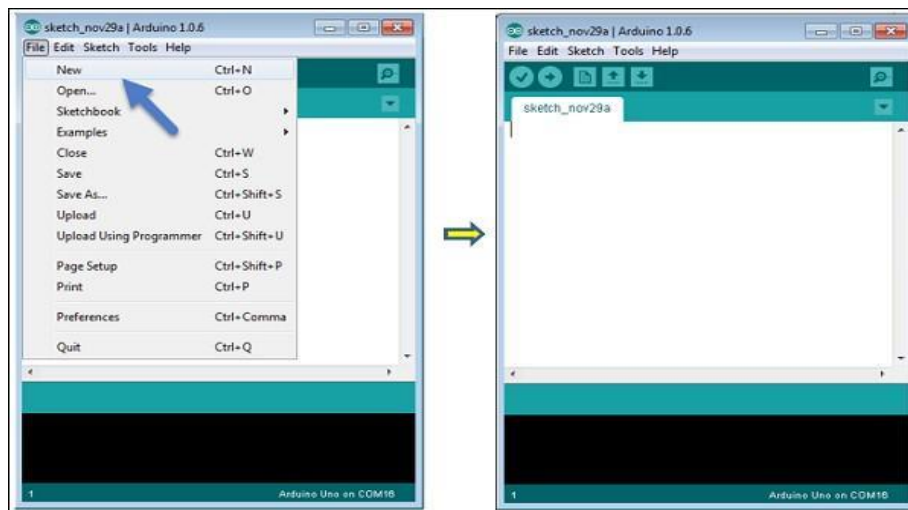 sketch_nov29a | Arduino 1.0.6
File Edit Sketch Tools Help
New Ctrl+N
Open... Ctrl+O
Sketchbook
Examples
Close Ctrl+W
Save Ctrl+S
Save As... Ctrl+Shift+S
Upload Ctrl+U
Upload Using Programmer Ctrl+Shift+U
Page Setup Ctrl+Shift+P
Print Ctrl+P
Preferences Ctrl+Comma
Quit Ctrl+Q
1 Arduino Uno on COM16
sketch_nov29a | Arduino 1.0.6
File Edit Sketch Tools Help
sketch_nov29a
1 Arduino Uno on COM16